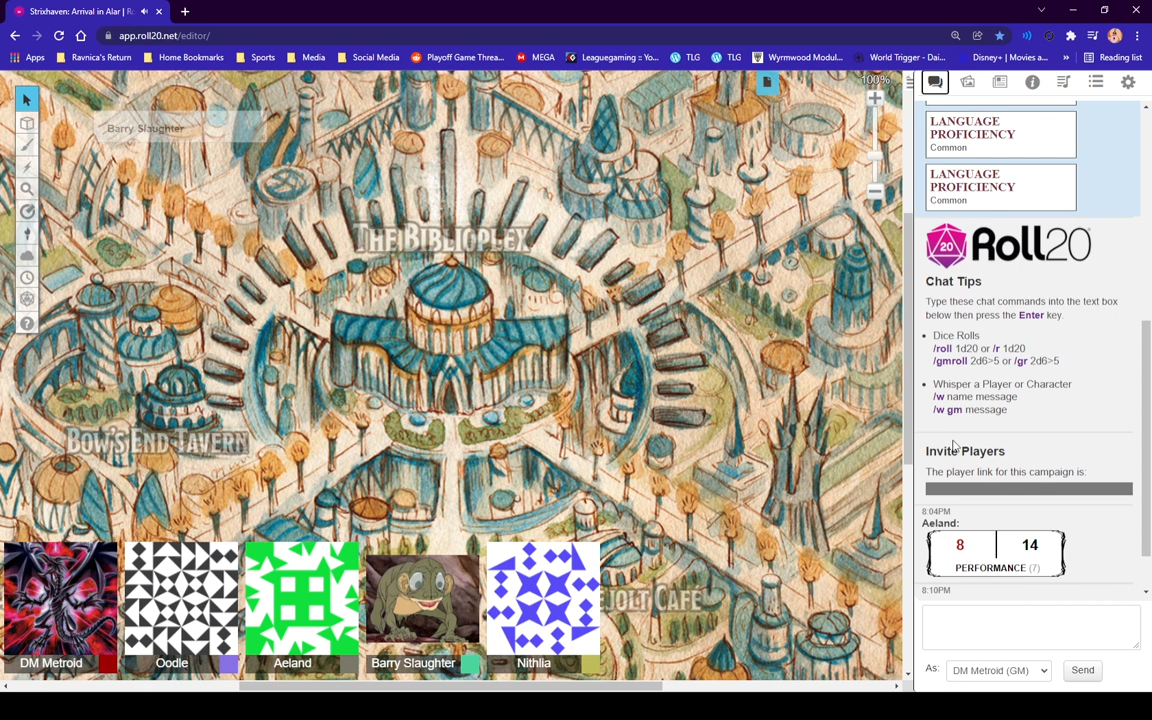 Strixhaven: Arrival in Alar | Ro
app.roll20.net/editor/
Apps
Ravnica's Return
Home Bookmarks
Sports
Media
Social Media
Playoff Game Threa...
MEGA
Leaguegaming :: Yo...
TLG
TLG
Wyrmwood Modul...
World Trigger - Dai...
Disney+ | Movies a...
»
Reading list
100%
Barry Slaughter
The Biblioplex
Bow's End Tavern
ejolt Cafe
DM Metroid
Oodle
Aeland
Barry Slaughter
Nithlia
LANGUAGE
PROFICIENCY
Common
LANGUAGE
PROFICIENCY
Common
20
Roll20
Chat Tips
Type these chat commands into the text box
below then press the Enter key.
Dice Rolls
/roll 1d20 or /r 1d20
/gmroll 2d6>5 or /gr 2d6>5
Whisper a Player or Character
/w name message
/w gm message
Invite Players
The player link for this campaign is:
8:04PM
Aeland:
8 14
PERFORMANCE (7)
8:10PM
As:
DM Metroid (GM)
Send